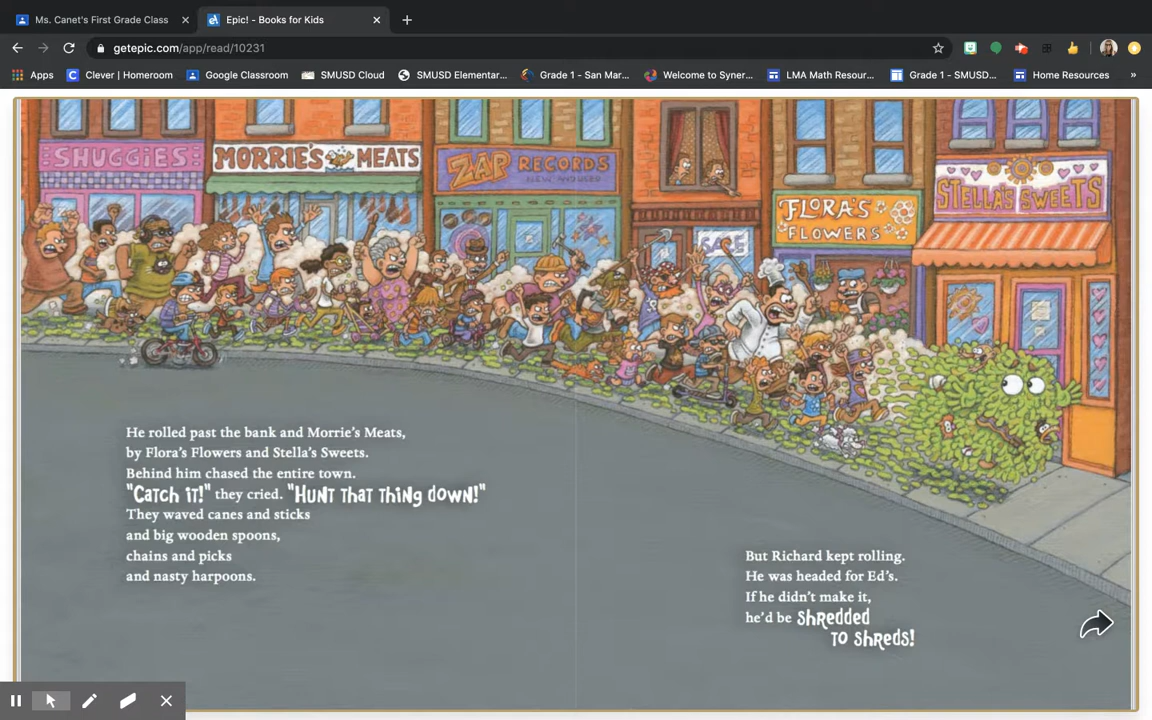 Ms. Canet's First Grade Class
Epic! - Books for Kids
getepic.com/app/read/10231
Apps
Clever | Homeroom
Google Classroom
SMUSD Cloud
SMUSD Elementar...
Grade 1 - San Mar...
Welcome to Syner...
LMA Math Resour...
Grade 1 - SMUSD...
Home Resources
»
SHUGGIES
MORRIE'S MEATS
ZAP RECORDS
NEW AND USED
SALE
FLORA'S
FLOWERS
STELLA'S SWEETS
He rolled past the bank and Morrie's Meats,
by Flora's Flowers and Stella's Sweets.
Behind him chased the entire town.
"Catch it!" they cried. "Hunt that thing down!"
They waved canes and sticks
and big wooden spoons,
chains and picks
and nasty harpoons.
But Richard kept rolling.
He was headed for Ed's.
If he didn't make it,
he'd be shredded
to shreds!